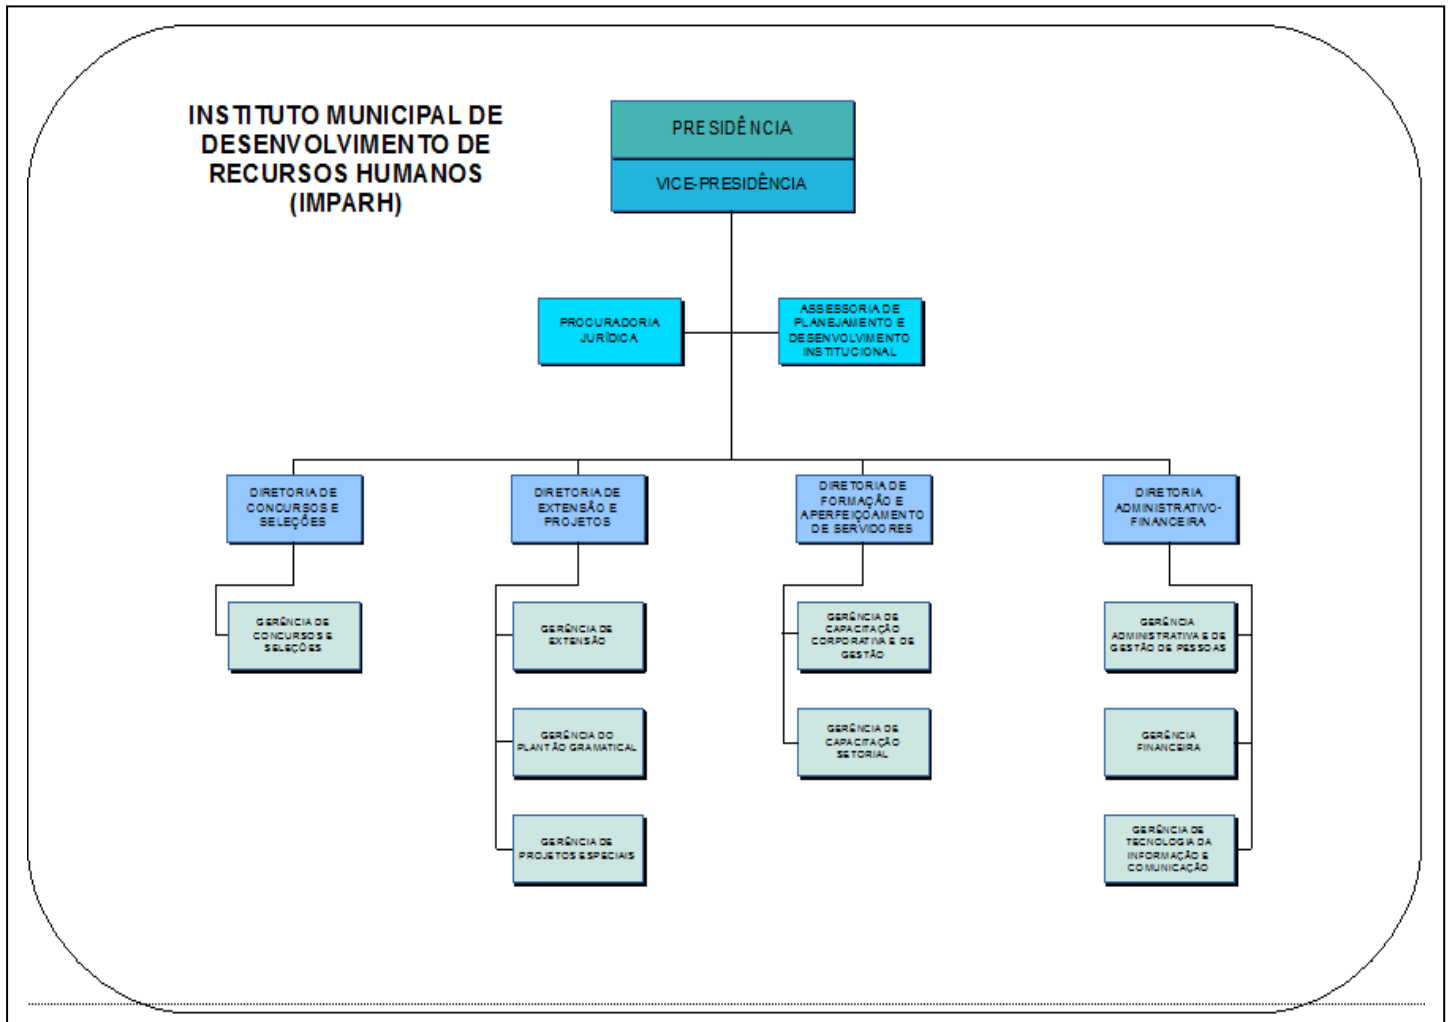 INSTITUTO MUNICIPAL DE
DESENVOLVIMENTO DE
RECURSOS HUMANOS
(IMPARH)
PRESIDÊNCIA
VICE-PRESIDÊNCIA
PROCURADORIA
JURÍDICA
ASSESSORIA DE
PLANEJAMENTO E
DESENVOLVIMENTO
INSTITUCIONAL
DIRETORIA DE
CONCURSOS E
SELEÇÕES
DIRETORIA DE
EXTENSÃO E
PROJETOS
DIRETORIA DE
FORMAÇÃO E
APERFEIÇOAMENTO
DE SERVIDORES
DIRETORIA
ADMINISTRATIVO-
FINANCEIRA
GERÊNCIA DE
CONCURSOS E
SELEÇÕES
GERÊNCIA DE
EXTENSÃO
GERÊNCIA DE
CAPACITAÇÃO
CORPORATIVA E DE
GESTÃO
GERÊNCIA
ADMINISTRATIVA E DE
GESTÃO DE PESSOAS
GERÊNCIA DO
PLANTÃO GRAMATICAL
GERÊNCIA DE
CAPACITAÇÃO
SETORIAL
GERÊNCIA
FINANCEIRA
GERÊNCIA DE
PROJETOS ESPECIAIS
GERÊNCIA DE
TECNOLOGIA DA
INFORMAÇÃO E
COMUNICAÇÃO